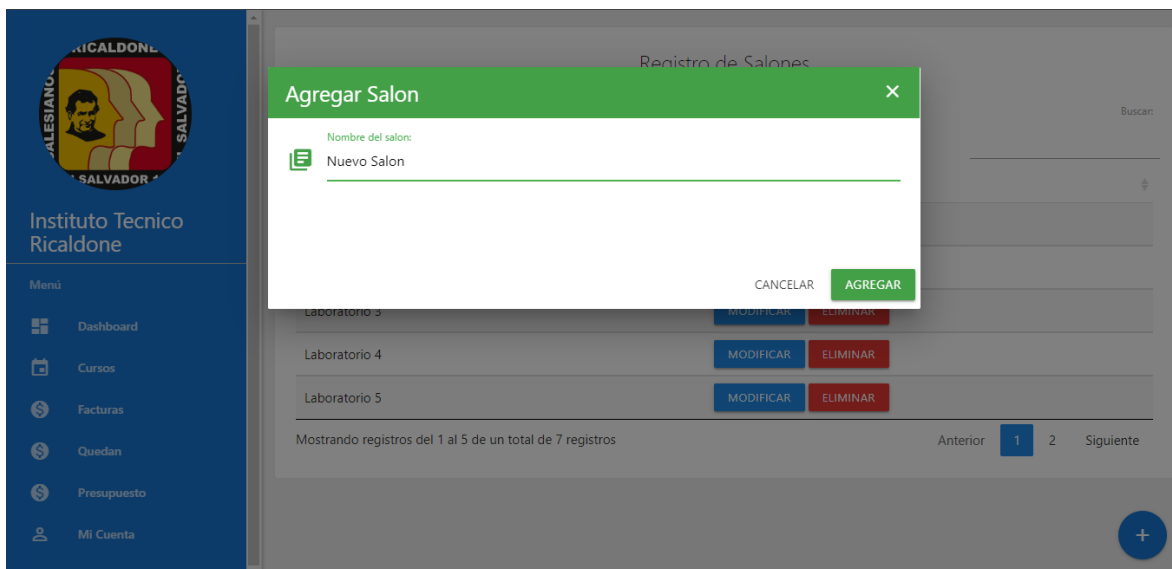 RICALDONE
SALESIANOS
SALVADOR
SALVADOR
Instituto Tecnico
Ricaldone
Menú
Dashboard
Cursos
Facturas
Quedan
Presupuesto
Mi Cuenta
Registro de Salones
Buscar:
Agregar Salon
Nombre del salon:
Nuevo Salon
CANCELAR AGREGAR
Laboratorio 3 MODIFICAR ELIMINAR
Laboratorio 4 MODIFICAR ELIMINAR
Laboratorio 5 MODIFICAR ELIMINAR
Mostrando registros del 1 al 5 de un total de 7 registros Anterior 1 2 Siguiente